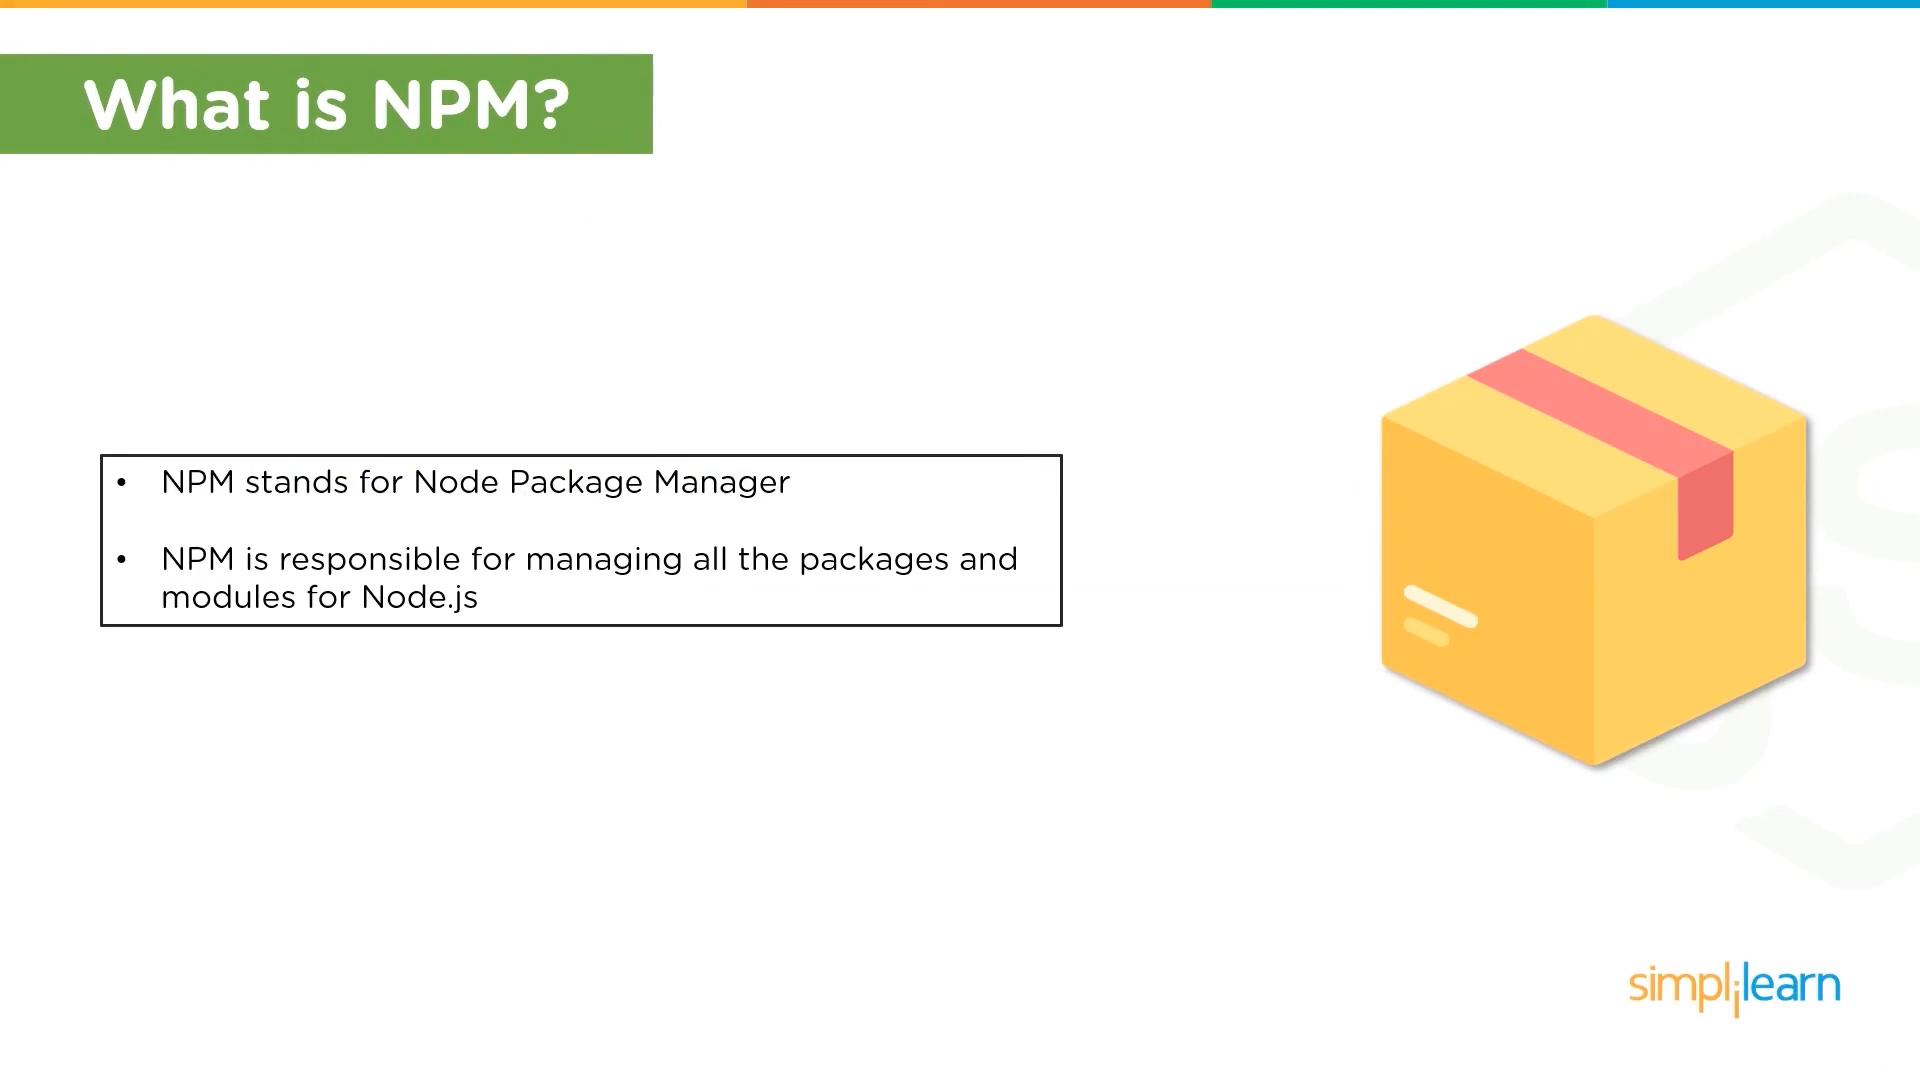 What is NPM?
• NPM stands for Node Package Manager
• NPM is responsible for managing all the packages and
modules for Node.js
simplilearn